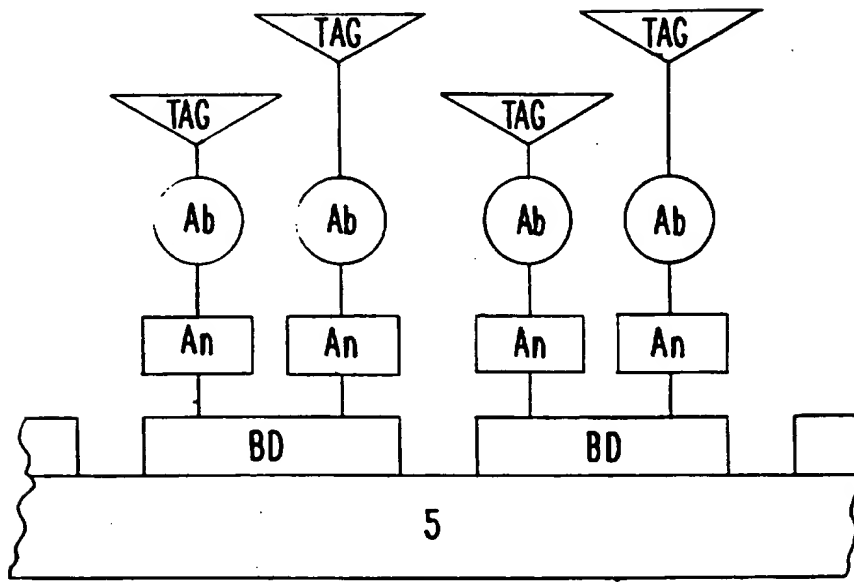 TAG TAG
TAG TAG
Ab Ab Ab Ab
An An An An
BD BD
5